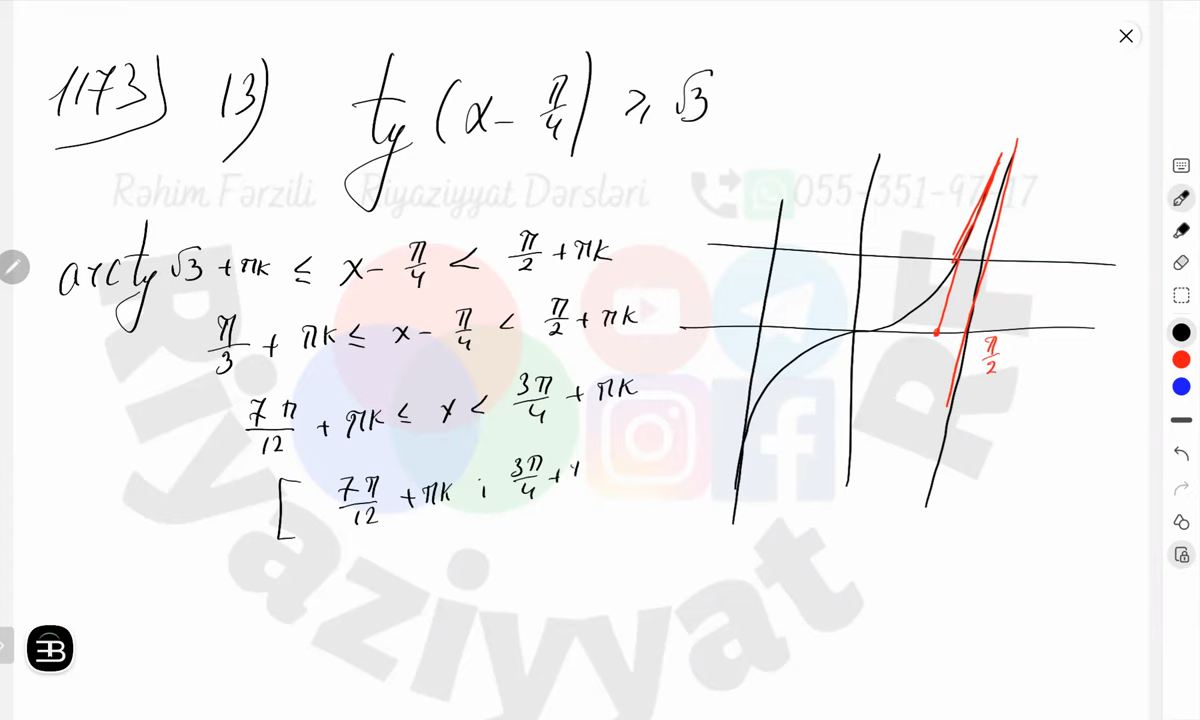 1173) 13) tg (x - π/4) ≥ √3
Rəhim Fərzili Riyaziyyat Dərsləri 055-351-97-17
arctg √3 + πk ≤ x - π/4 < π/2 + πk
π/3 + πk ≤ x - π/4 < π/2 + πk
π/2
7π/12 + πk ≤ x < 3π/4 + πk
[ 7π/12 + πk ; 3π/4 +
RF
Riyaziyyat